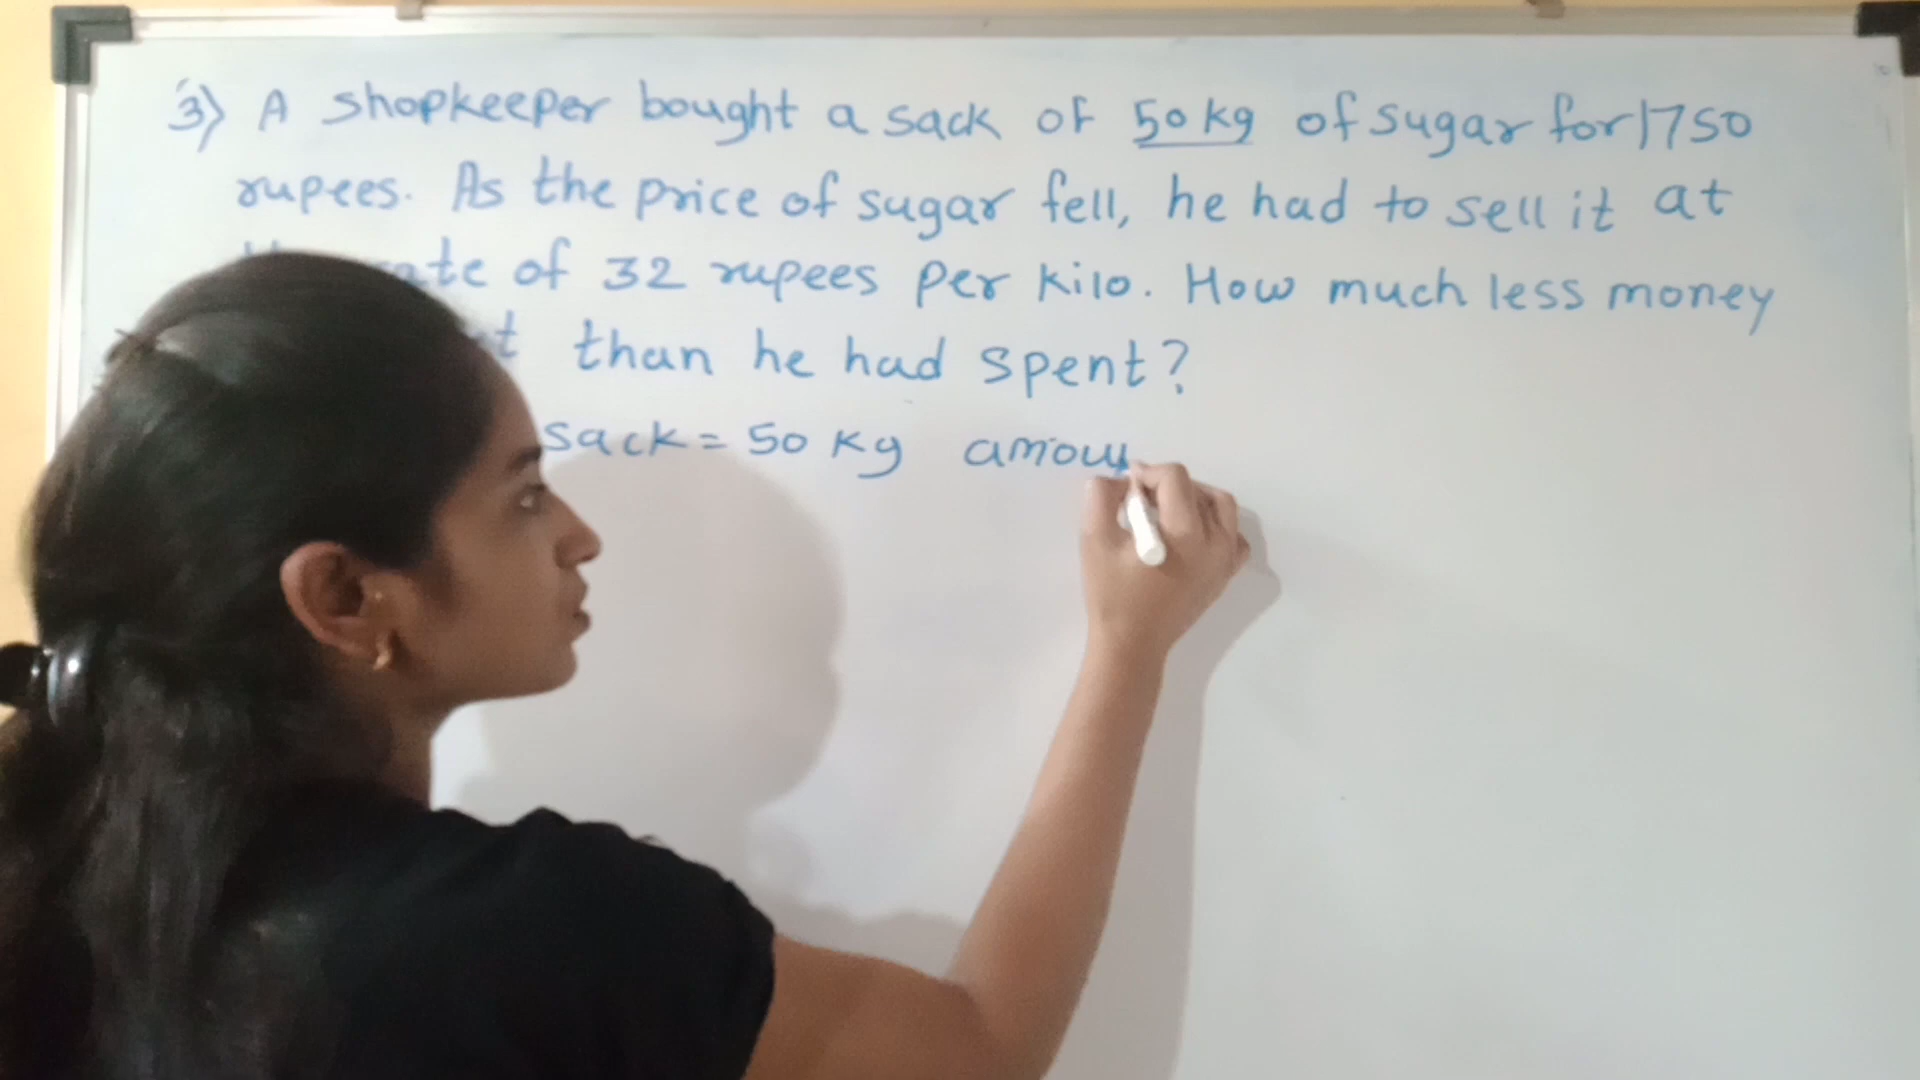 3) A shopkeeper bought a sack of 50 kg of sugar for 1750
rupees. As the price of sugar fell, he had to sell it at
of 32 rupees per kilo. How much less money
than he had spent?
sack = 50 kg amou